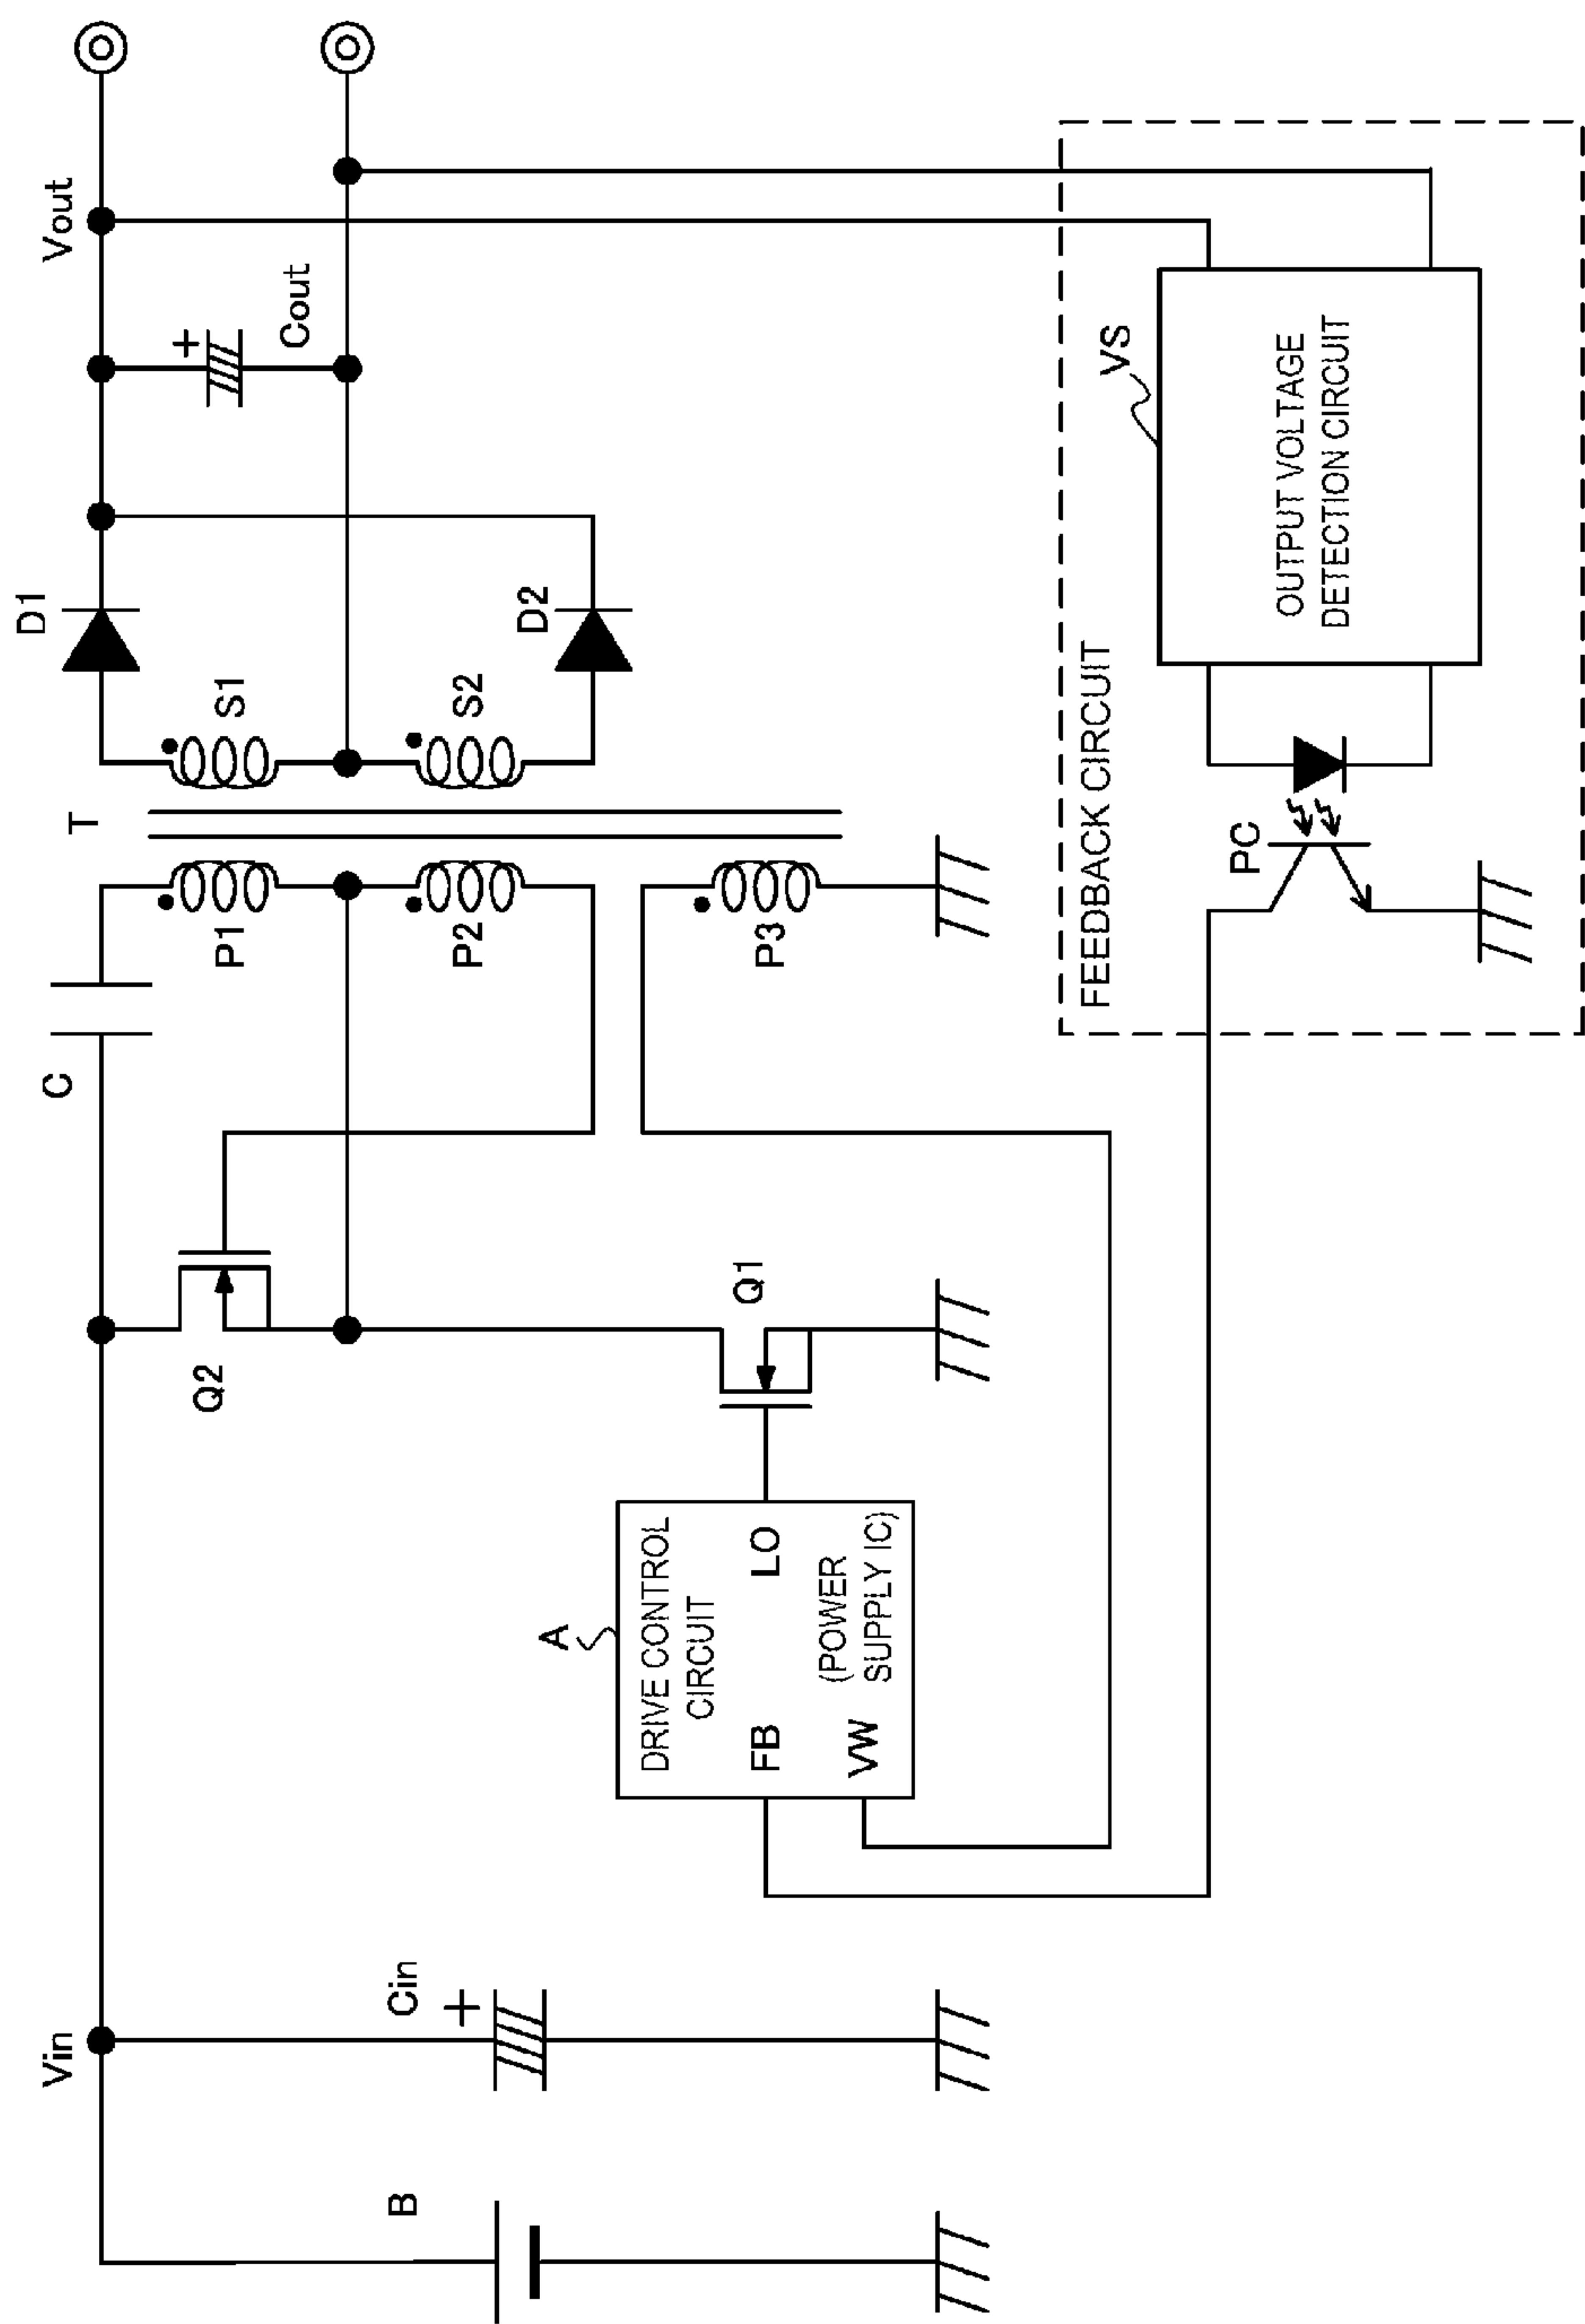 Vin
B
Cin
+
Q2
C
T
P1
P2
P3
S1
S2
D1
D2
+
Cout
Vout
A
DRIVE CONTROL
CIRCUIT
FB
LO
VW
(POWER
SUPPLY IC)
Q1
FEEDBACK CIRCUIT
PC
VS
OUTPUT VOLTAGE
DETECTION CIRCUIT